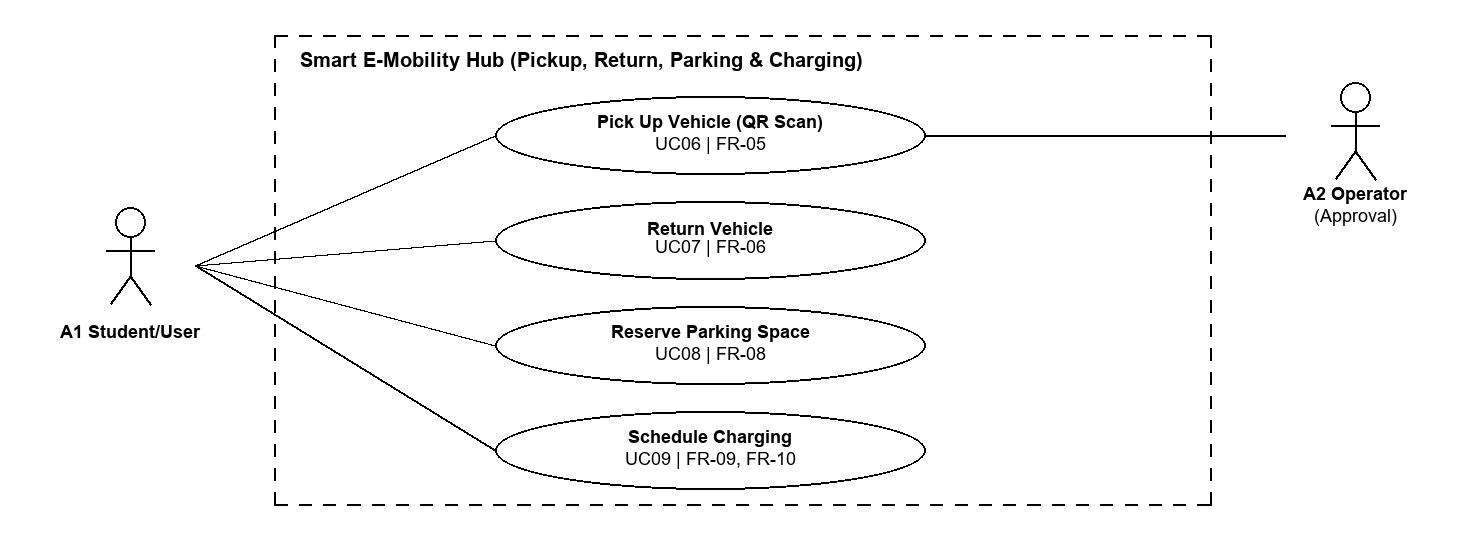 Smart E-Mobility Hub (Pickup, Return, Parking & Charging)
Pick Up Vehicle (QR Scan)
UC06 | FR-05
A2 Operator
(Approval)
Return Vehicle
UC07 | FR-06
A1 Student/User
Reserve Parking Space
UC08 | FR-08
Schedule Charging
UC09 | FR-09, FR-10